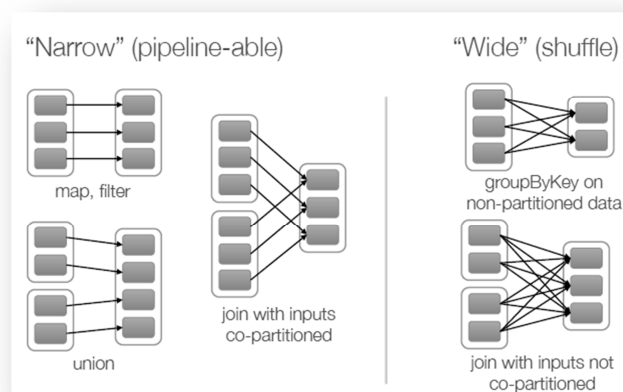 “Narrow” (pipeline-able)
“Wide” (shuffle)
map, filter
join with inputs
co-partitioned
union
groupByKey on
non-partitioned data
join with inputs not
co-partitioned